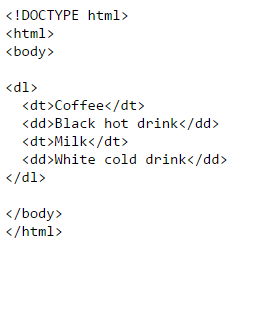 <!DOCTYPE html>
<html>
<body>

<dl>
  <dt>Coffee</dt>
  <dd>Black hot drink</dd>
  <dt>Milk</dt>
  <dd>White cold drink</dd>
</dl>

</body>
</html>